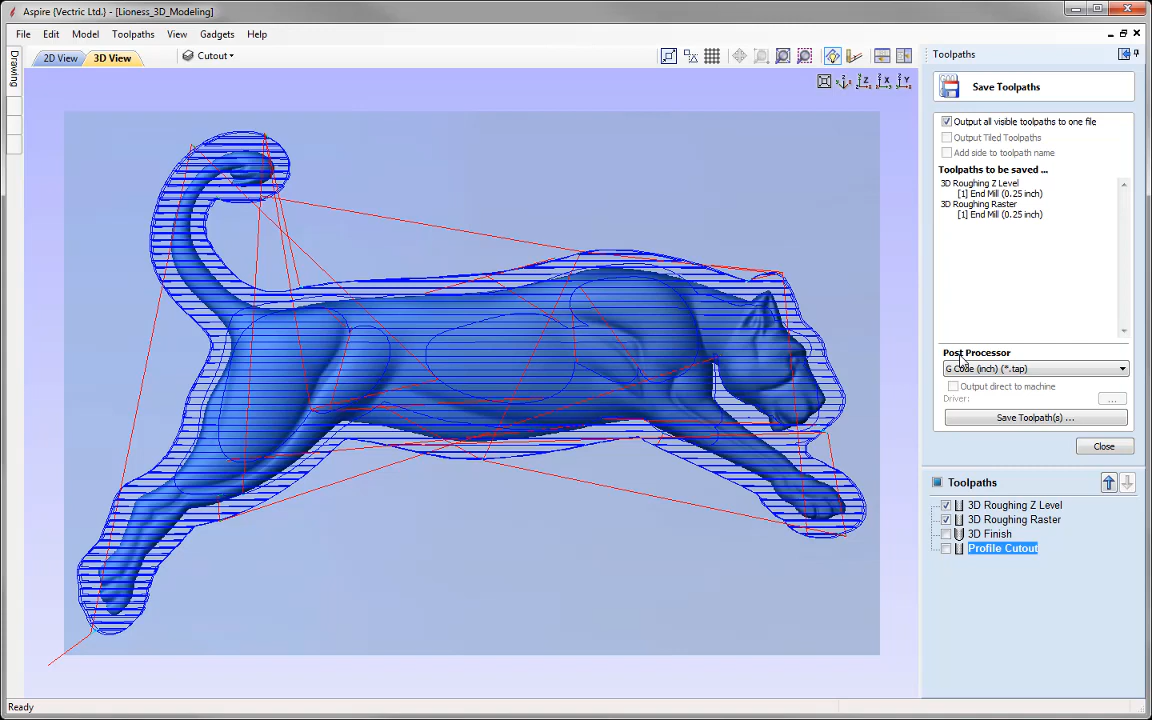 Aspire {Vectric Ltd.} - [Lioness_3D_Modeling]
File Edit Model Toolpaths View Gadgets Help
Drawing
2D View 3D View Cutout
Toolpaths
Z X Y
Save Toolpaths
Output all visible toolpaths to one file
Output Tiled Toolpaths
Add side to toolpath name
Toolpaths to be saved ...
3D Roughing Z Level
[1] End Mill (0.25 inch)
3D Roughing Raster
[1] End Mill (0.25 inch)
Post Processor
G Code (inch) (*.tap)
Output direct to machine
Driver: ...
Save Toolpath(s) ...
Close
Toolpaths
3D Roughing Z Level
3D Roughing Raster
3D Finish
Profile Cutout
Ready